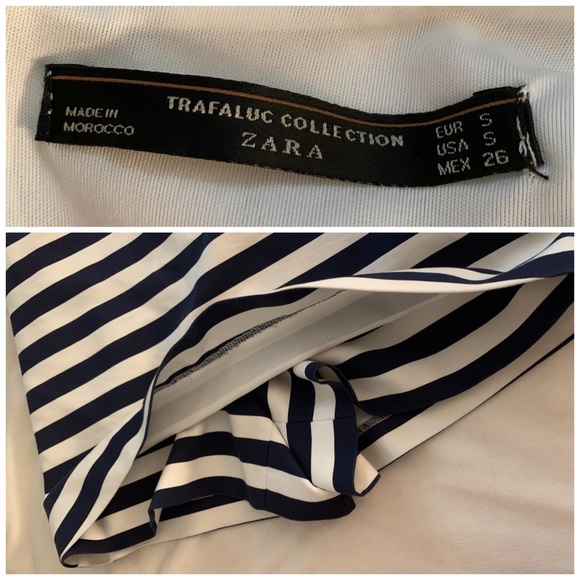 MADE IN
MOROCCO
TRAFALUC COLLECTION
ZARA
EUR S
USA S
MEX 26